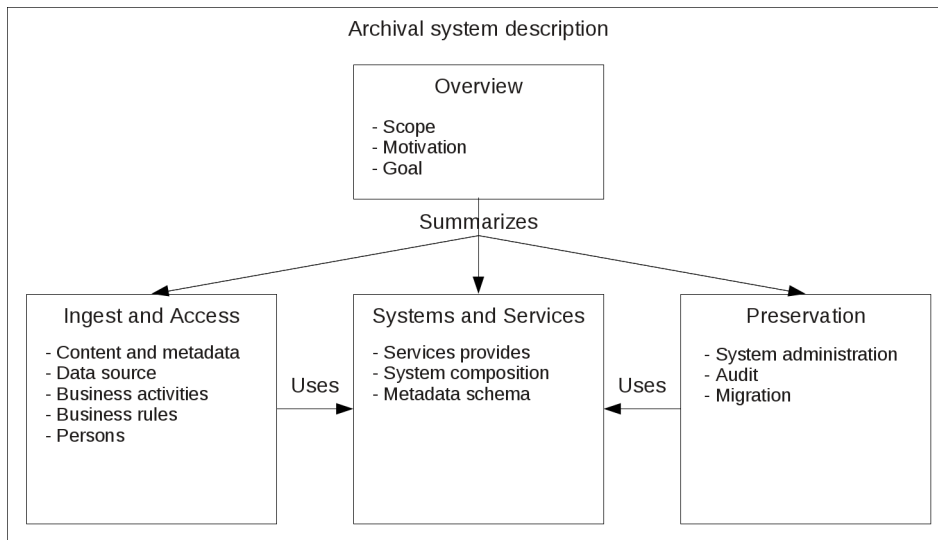 Archival system description
Overview
- Scope
- Motivation
- Goal
Summarizes
Ingest and Access
- Content and metadata
- Data source
- Business activities
- Business rules
- Persons
Uses
Systems and Services
- Services provides
- System composition
- Metadata schema
Uses
Preservation
- System administration
- Audit
- Migration